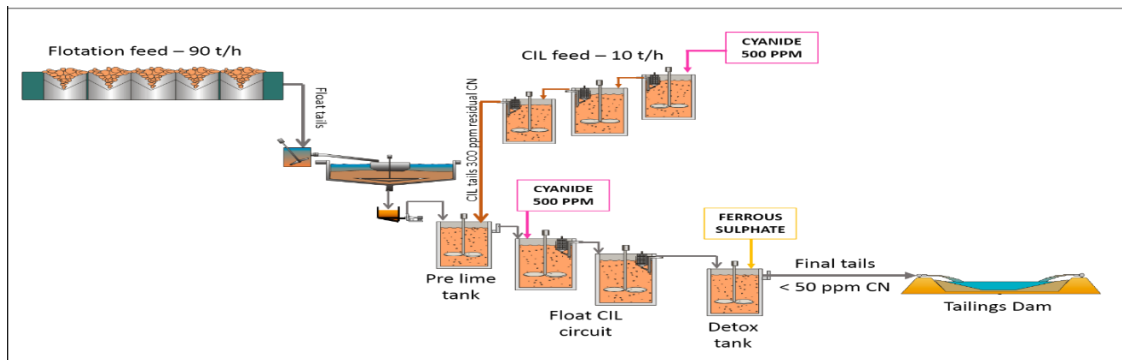 Flotation feed – 90 t/h
Float tails
CIL feed – 10 t/h
CYANIDE
500 PPM
CIL tails 300 ppm residual CN
CYANIDE
500 PPM
Pre lime
tank
Float CIL
circuit
FERROUS
SULPHATE
Detox
tank
Final tails
< 50 ppm CN
Tailings Dam